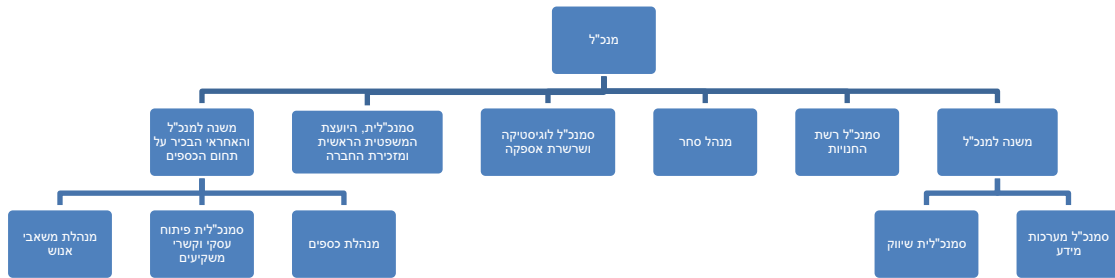 מנכ"ל
משנה למנכ"ל
סמנכ"ל רשת
החנויות
מנהל סחר
סמנכ"ל לוגיסטיקה
ושרשרת אספקה
סמנכ"לית, היועצת
המשפטית הראשית
ומזכירת החברה
משנה למנכ"ל
והאחראי הבכיר על
תחום הכספים
סמנכ"ל מערכות
מידע
סמנכ"לית שיווק
מנהלת כספים
סמנכ"לית פיתוח
עסקי וקשרי
משקיעים
מנהלת משאבי
אנוש